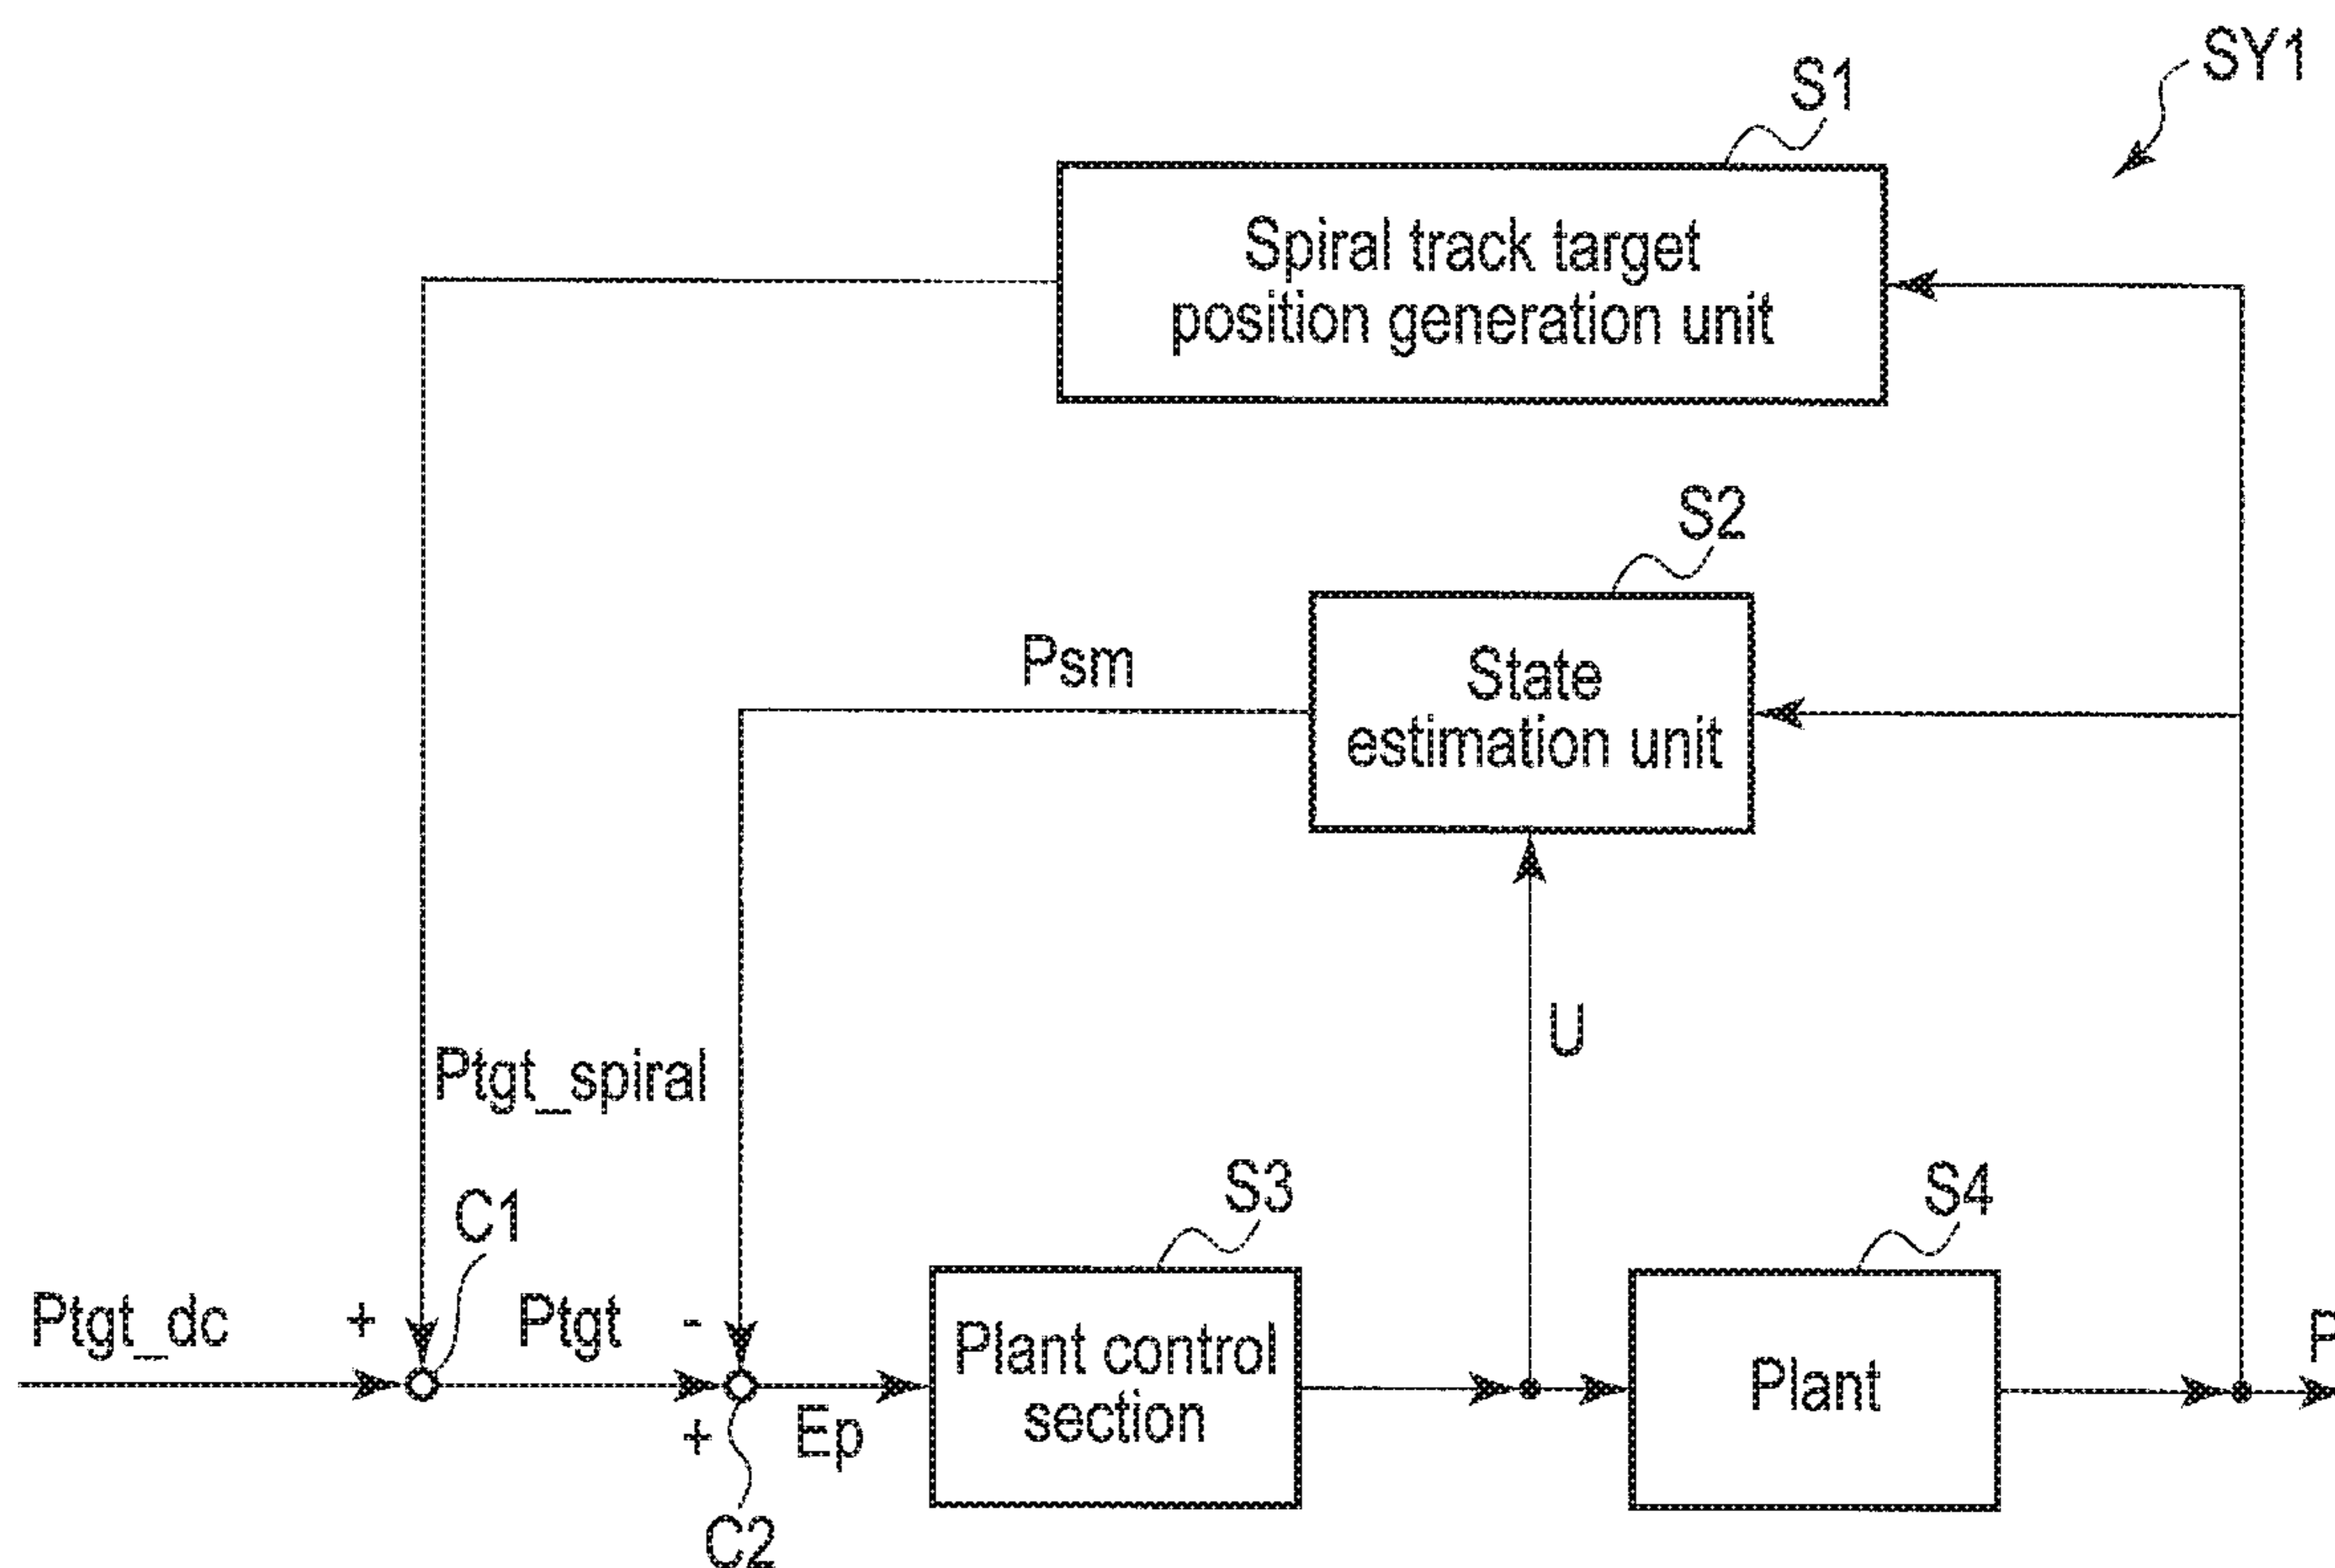 SY1
S1
Spiral track target
position generation unit
S2
Psm
State
estimation unit
U
Ptgt_spiral
S3
S4
C1
Ptgt_dc
+
Ptgt
-
+
Ep
Plant control
section
Plant
P
C2